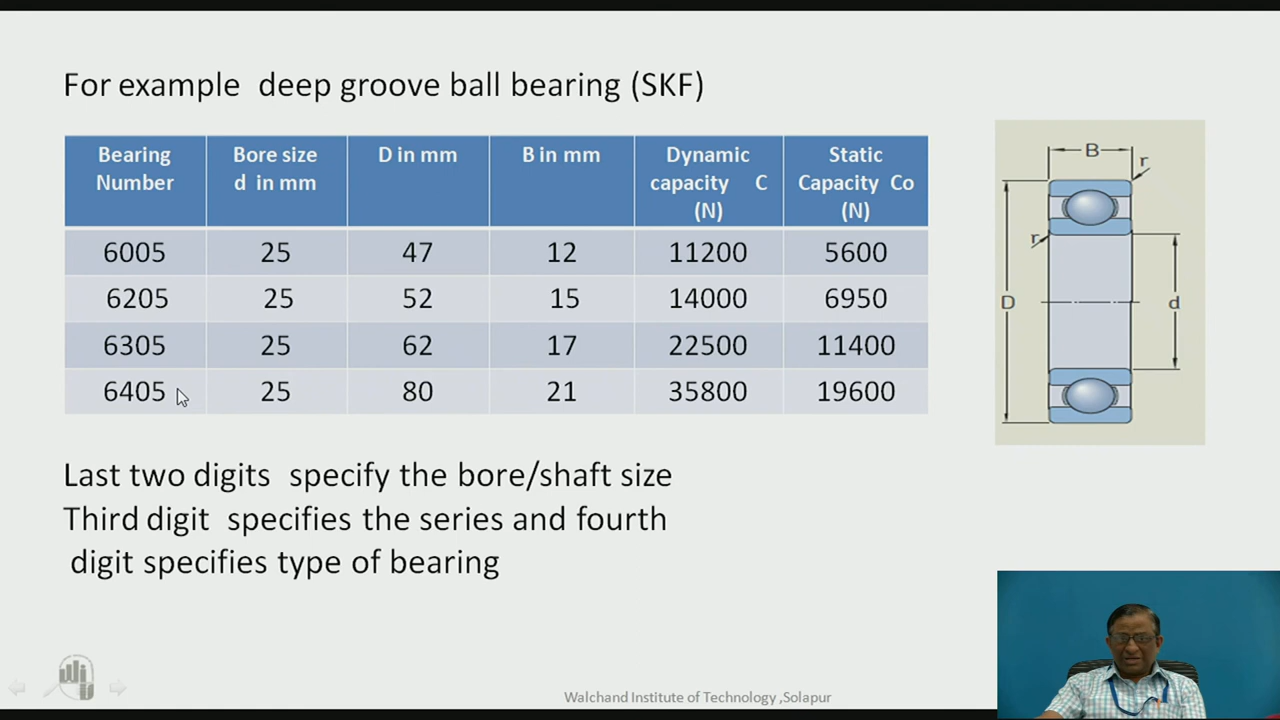 For example deep groove ball bearing (SKF)
Bearing Number | Bore size d in mm | D in mm | B in mm | Dynamic capacity C (N) | Static Capacity Co (N)
6005 | 25 | 47 | 12 | 11200 | 5600
6205 | 25 | 52 | 15 | 14000 | 6950
6305 | 25 | 62 | 17 | 22500 | 11400
6405 | 25 | 80 | 21 | 35800 | 19600
B
r
r
D
d
Last two digits specify the bore/shaft size
Third digit specifies the series and fourth
digit specifies type of bearing
Walchand Institute of Technology ,Solapur